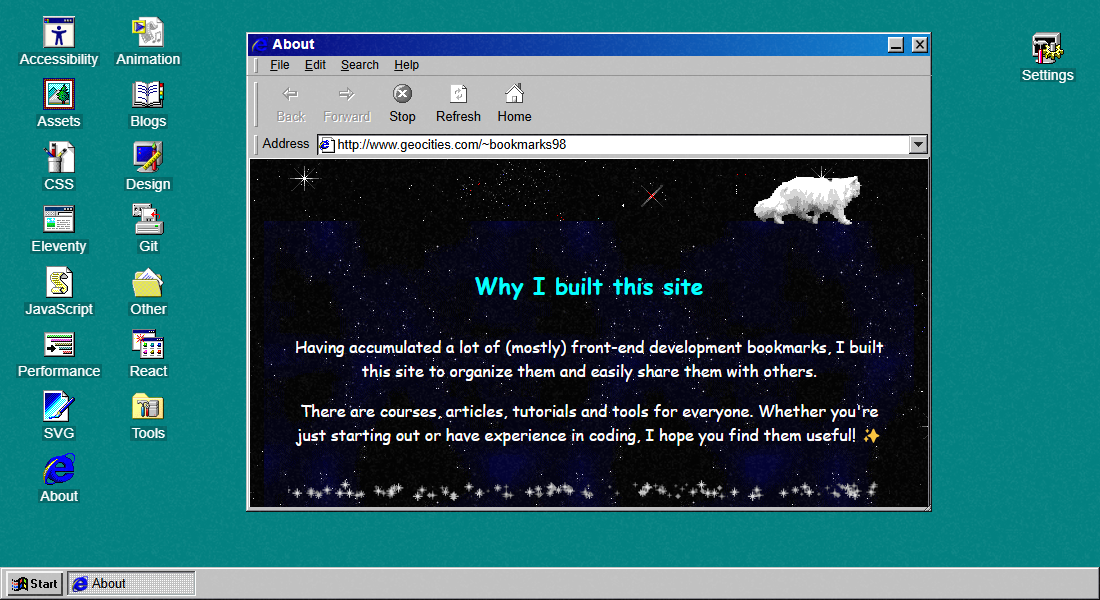 Accessibility
Animation
Assets
Blogs
CSS
Design
Eleventy
Git
JavaScript
Other
Performance
React
SVG
Tools
About
About
File Edit Search Help
Back Forward Stop Refresh Home
Address http://www.geocities.com/~bookmarks98
Why I built this site
Having accumulated a lot of (mostly) front-end development bookmarks, I built
this site to organize them and easily share them with others.
There are courses, articles, tutorials and tools for everyone. Whether you're
just starting out or have experience in coding, I hope you find them useful! ✨
Settings
Start About